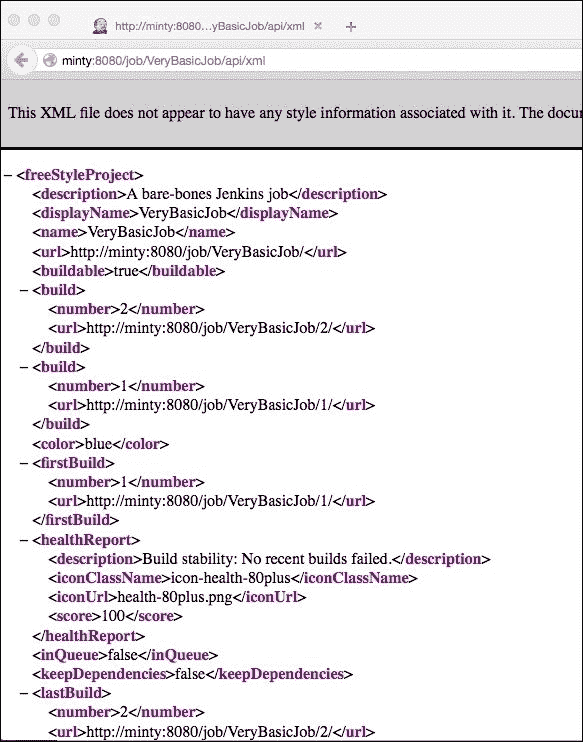 minty:8080...yBasicJob/api/xml × +
minty:8080/job/VeryBasicJob/api/xml
This XML file does not appear to have any style information associated with it. The docu
– <freeStyleProject>
<description>A bare-bones Jenkins job</description>
<displayName>VeryBasicJob</displayName>
<name>VeryBasicJob</name>
<url>http://minty:8080/job/VeryBasicJob/</url>
<buildable>true</buildable>
– <build>
<number>2</number>
<url>http://minty:8080/job/VeryBasicJob/2/</url>
</build>
– <build>
<number>1</number>
<url>http://minty:8080/job/VeryBasicJob/1/</url>
</build>
<color>blue</color>
– <firstBuild>
<number>1</number>
<url>http://minty:8080/job/VeryBasicJob/1/</url>
</firstBuild>
– <healthReport>
<description>Build stability: No recent builds failed.</description>
<iconClassName>icon-health-80plus</iconClassName>
<iconUrl>health-80plus.png</iconUrl>
<score>100</score>
</healthReport>
<inQueue>false</inQueue>
<keepDependencies>false</keepDependencies>
– <lastBuild>
<number>2</number>
<url>http://minty:8080/job/VeryBasicJob/2/</url>